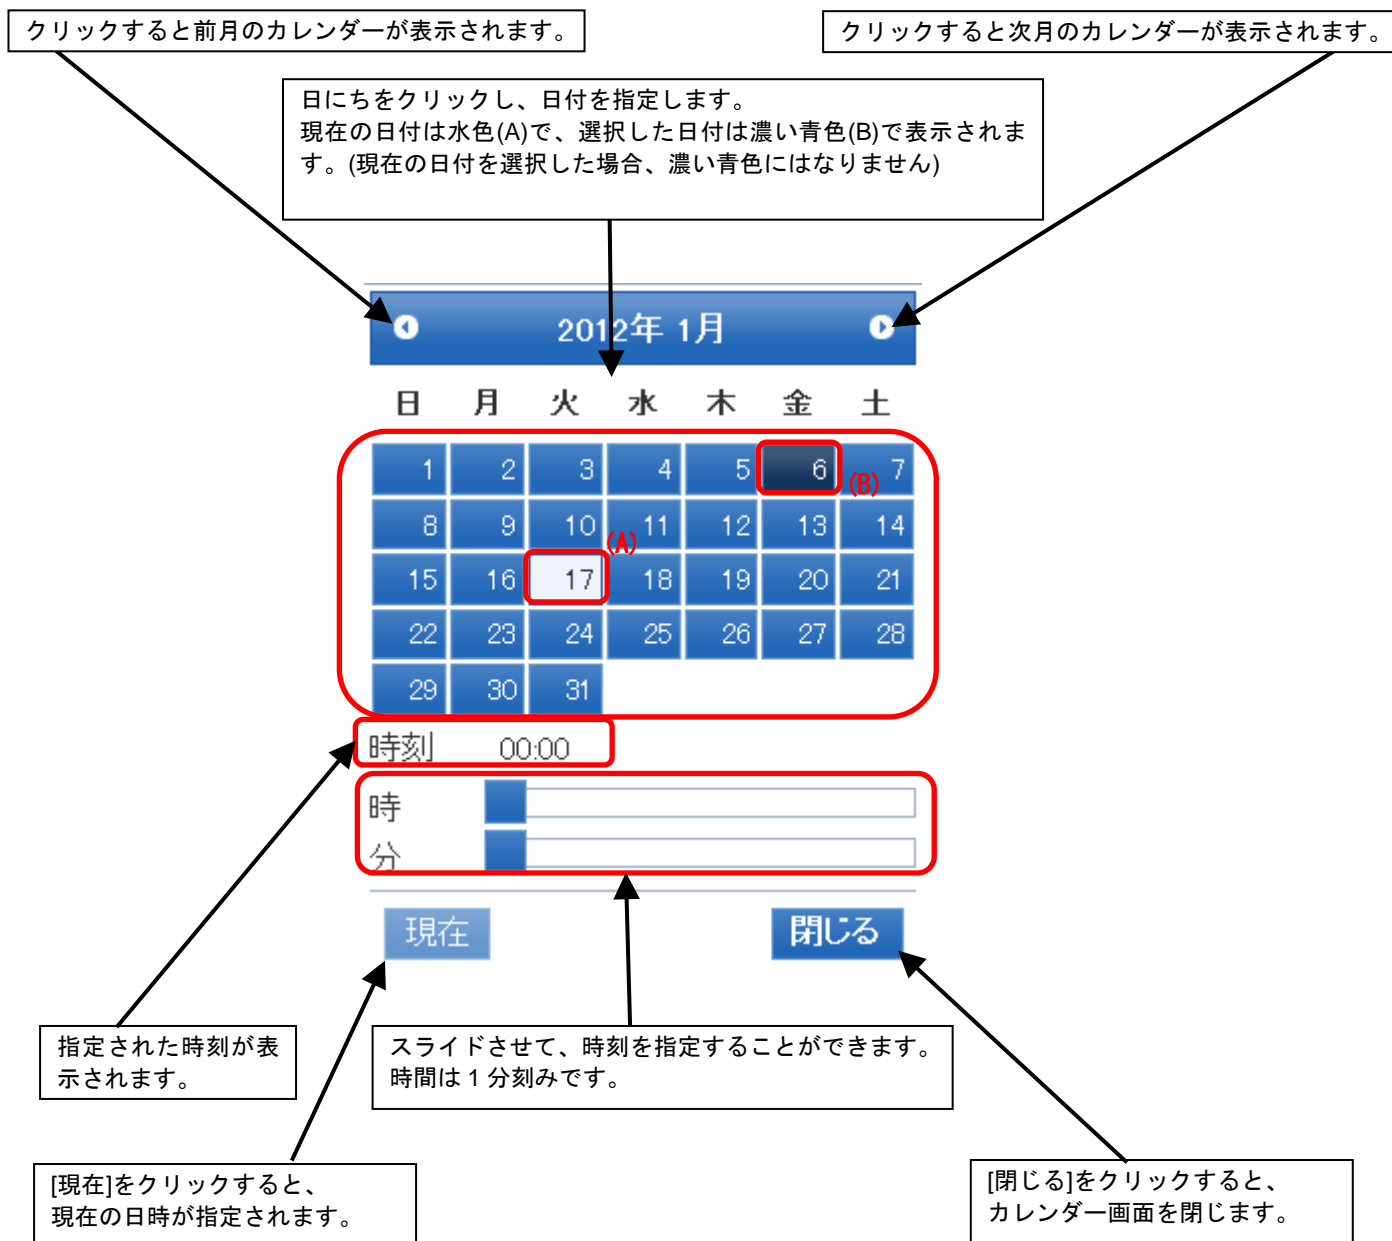 クリックすると前月のカレンダーが表示されます。
クリックすると次月のカレンダーが表示されます。
日にちをクリックし、日付を指定します。
現在の日付は水色(A)で、選択した日付は濃い青色(B)で表示されま
す。(現在の日付を選択した場合、濃い青色にはなりません)
2012年 1月
日 月 火 水 木 金 土
1 2 3 4 5 6 (B) 7
8 9 10 11 12 13 14
(A)
15 16 17 18 19 20 21
22 23 24 25 26 27 28
29 30 31
時刻 00:00
時
分
現在 閉じる
指定された時刻が表
示されます。
スライドさせて、時刻を指定することができます。
時間は1分刻みです。
[現在]をクリックすると、
現在の日時が指定されます。
[閉じる]をクリックすると、
カレンダー画面を閉じます。